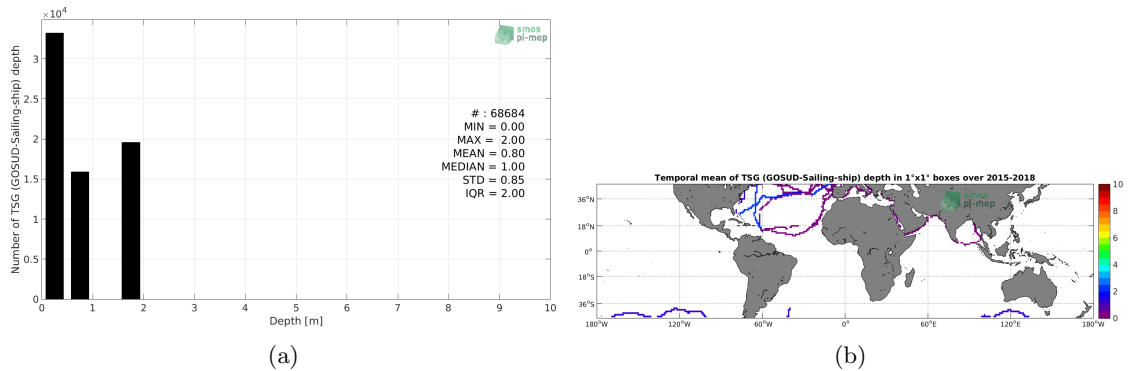 ×10⁴
smos
pi-mep
3
2.5
2
1.5
1
0.5
0
Number of TSG (GOSUD-Sailing-ship) depth
# : 68684
MIN = 0.00
MAX = 2.00
MEAN = 0.80
MEDIAN = 1.00
STD = 0.85
IQR = 2.00
0 1 2 3 4 5 6 7 8 9 10
Depth [m]
(a)
Temporal mean of TSG (GOSUD-Sailing-ship) depth in 1°x1° boxes over 2015-2018
smos
pi-mep
36°N
18°N
0°
18°S
36°S
180°W 120°W 60°W 0° 60°E 120°E 180°W
10
8
6
4
2
0
(b)